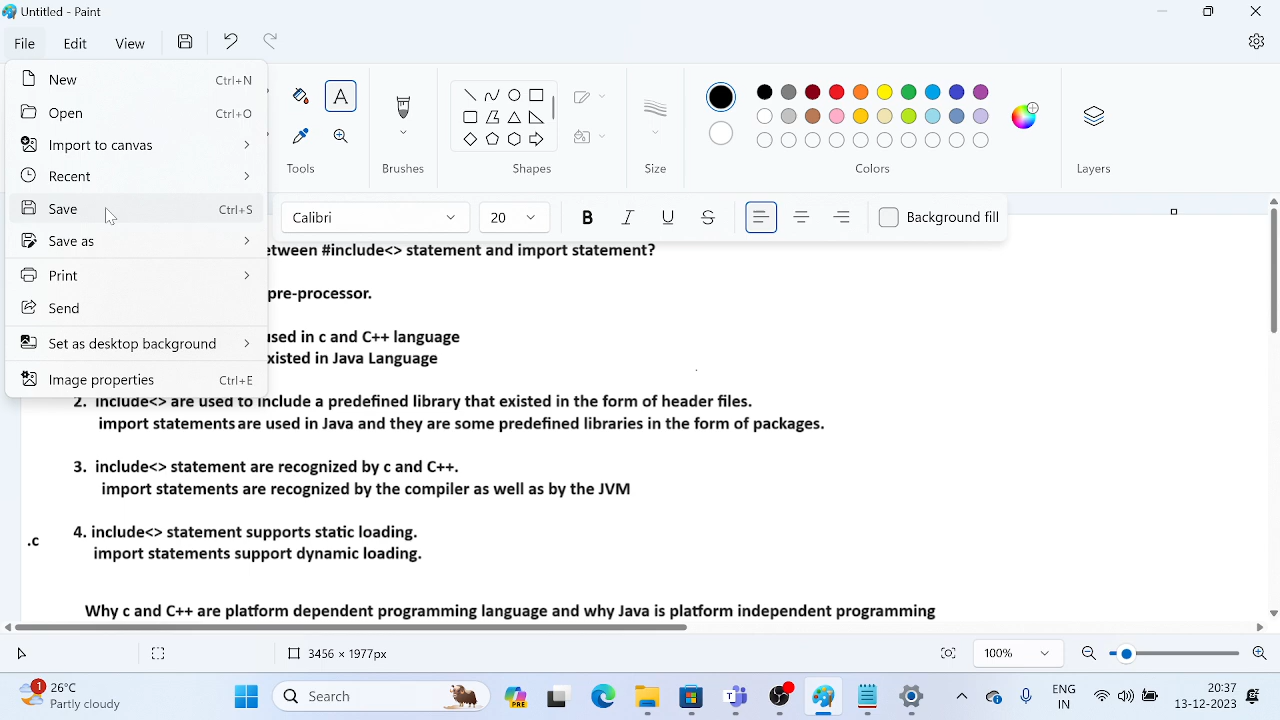 Untitled - Paint
File Edit View
New Ctrl+N
Open Ctrl+O
Import to canvas
Recent
Save Ctrl+S
Save as
Print
Send
Set as desktop background
Image properties Ctrl+E
Tools Brushes Shapes Size Colors Layers
Calibri 20 B I U S Background fill
etween #include<> statement and import statement?
pre-processor.
used in c and C++ language
xisted in Java Language
2. include<> are used to include a predefined library that existed in the form of header files.
import statements are used in Java and they are some predefined libraries in the form of packages.
3. include<> statement are recognized by c and C++.
import statements are recognized by the compiler as well as by the JVM
4. include<> statement supports static loading.
.c
import statements support dynamic loading.
Why c and C++ are platform dependent programming language and why Java is platform independent programming
3456 × 1977px 100%
1 26°C
Partly cloudy
Search
ENG
IN
20:37
13-12-2023